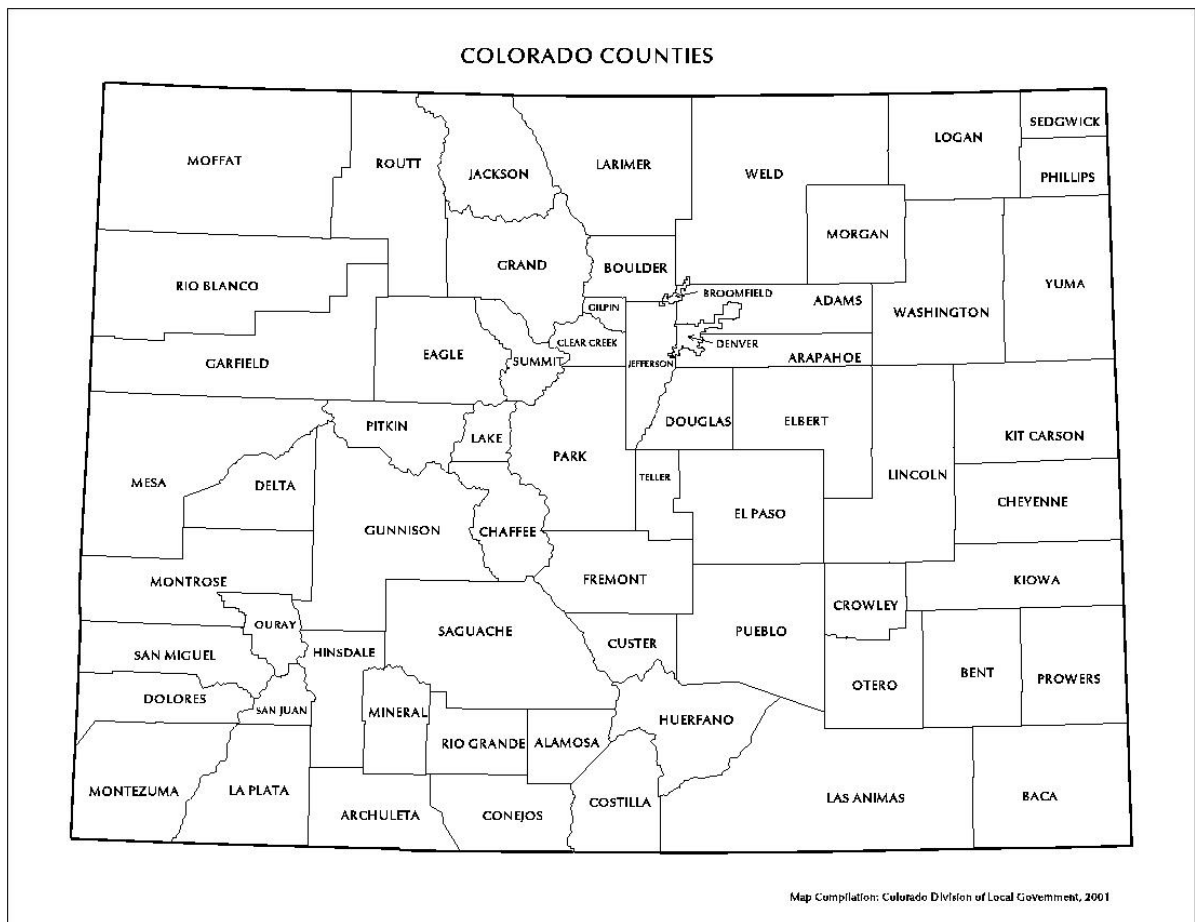 COLORADO COUNTIES
SEDGWICK
LOGAN
MOFFAT
ROUTT
LARIMER
JACKSON
WELD
PHILLIPS
MORGAN
GRAND
BOULDER
RIO BLANCO
YUMA
BROOMFIELD
ADAMS
GILPIN
WASHINGTON
CLEAR CREEK
DENVER
EAGLE
SUMMIT
GARFIELD
JEFFERSON
ARAPAHOE
DOUGLAS
ELBERT
PITKIN
LAKE
KIT CARSON
PARK
LINCOLN
TELLER
MESA
DELTA
CHEYENNE
EL PASO
GUNNISON
CHAFFEE
FREMONT
MONTROSE
KIOWA
CROWLEY
OURAY
SAGUACHE
PUEBLO
CUSTER
HINSDALE
SAN MIGUEL
BENT
PROWERS
OTERO
DOLORES
SAN JUAN
MINERAL
HUERFANO
RIO GRANDE
ALAMOSA
MONTEZUMA
LA PLATA
LAS ANIMAS
BACA
COSTILLA
ARCHULETA
CONEJOS
Map Compilation: Colorado Division of Local Government, 2001